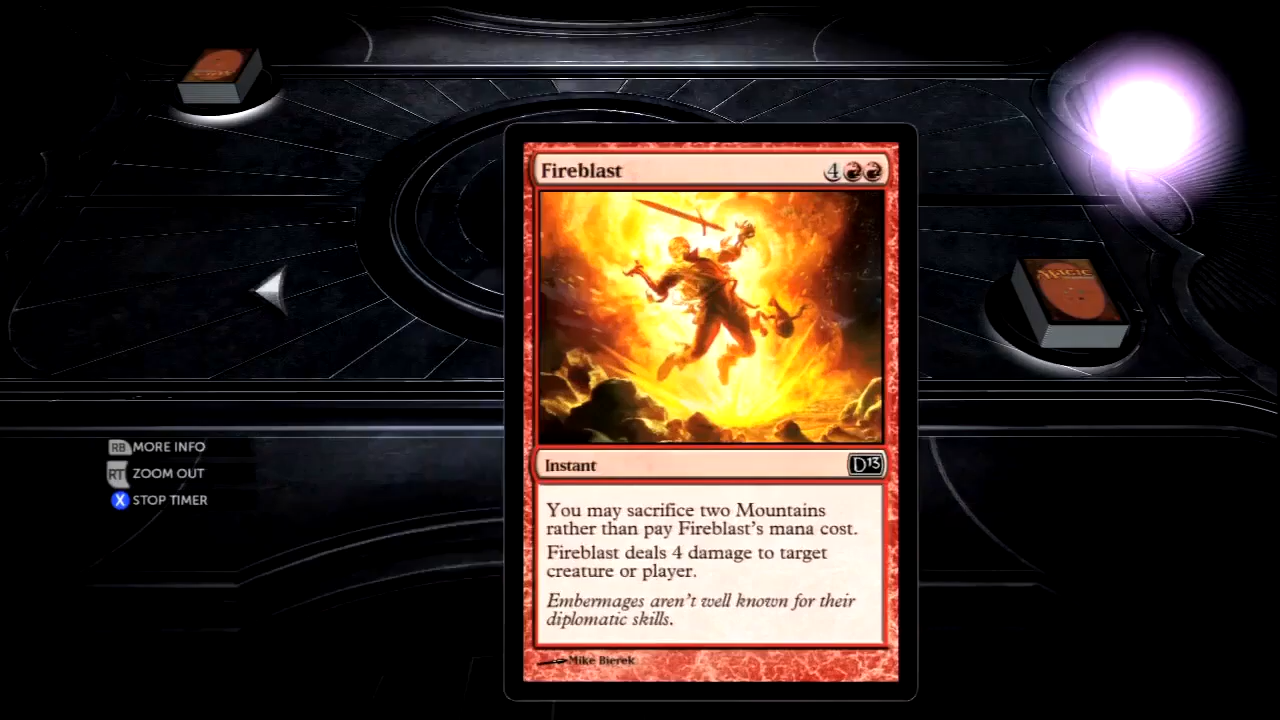 Fireblast 4
MAGIC
RB MORE INFO
RT ZOOM OUT
X STOP TIMER
Instant D13
You may sacrifice two Mountains
rather than pay Fireblast's mana cost.
Fireblast deals 4 damage to target
creature or player.
Embermages aren't well known for their
diplomatic skills.
Mike Bierek